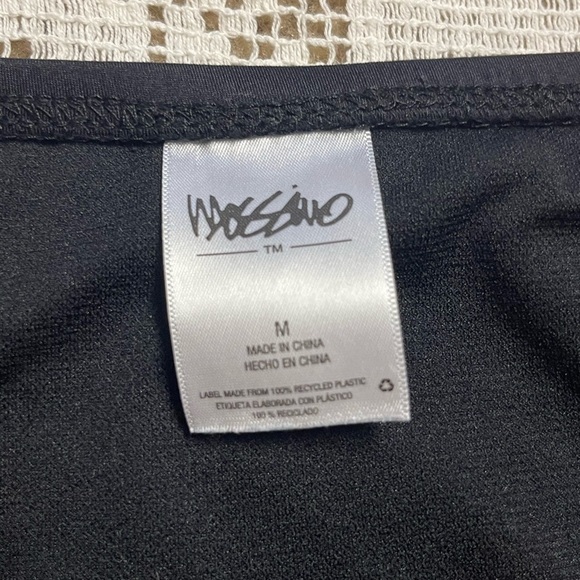 mossimo
TM
M
MADE IN CHINA
HECHO EN CHINA
LABEL MADE FROM 100% RECYCLED PLASTIC
ETIQUETA ELABORADA CON PLÁSTICO
100 % RECICLADO